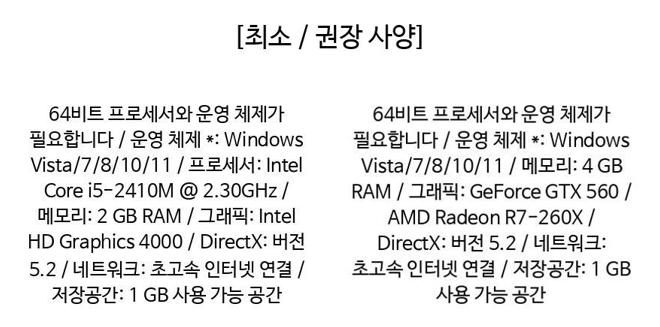 [최소 / 권장 사양]
64비트 프로세서와 운영 체제가
필요합니다 / 운영 체제 *: Windows
Vista/7/8/10/11 / 프로세서: Intel
Core i5-2410M @ 2.30GHz /
메모리: 2 GB RAM / 그래픽: Intel
HD Graphics 4000 / DirectX: 버전
5.2 / 네트워크: 초고속 인터넷 연결 /
저장공간: 1 GB 사용 가능 공간
64비트 프로세서와 운영 체제가
필요합니다 / 운영 체제 *: Windows
Vista/7/8/10/11 / 메모리: 4 GB
RAM / 그래픽: GeForce GTX 560 /
AMD Radeon R7-260X /
DirectX: 버전 5.2 / 네트워크:
초고속 인터넷 연결 / 저장공간: 1 GB
사용 가능 공간